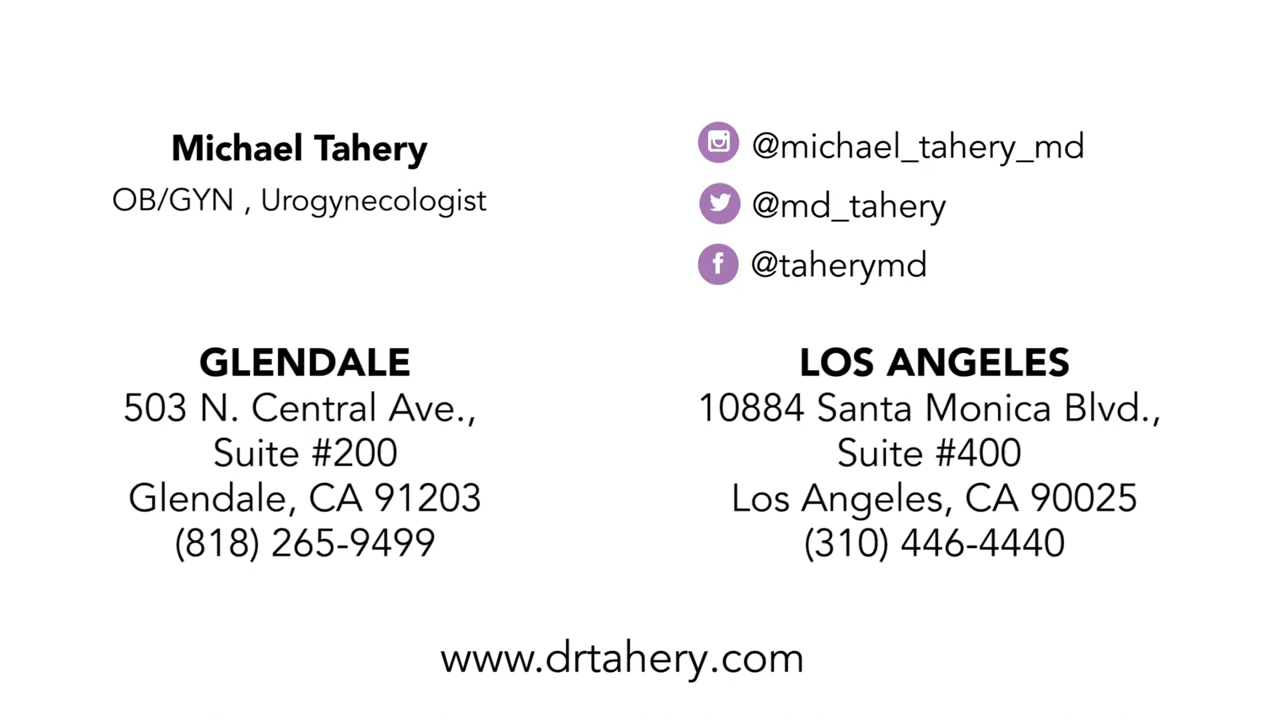 Michael Tahery
OB/GYN , Urogynecologist
@michael_tahery_md
@md_tahery
@taherymd
GLENDALE
503 N. Central Ave.,
Suite #200
Glendale, CA 91203
(818) 265-9499
LOS ANGELES
10884 Santa Monica Blvd.,
Suite #400
Los Angeles, CA 90025
(310) 446-4440
www.drtahery.com